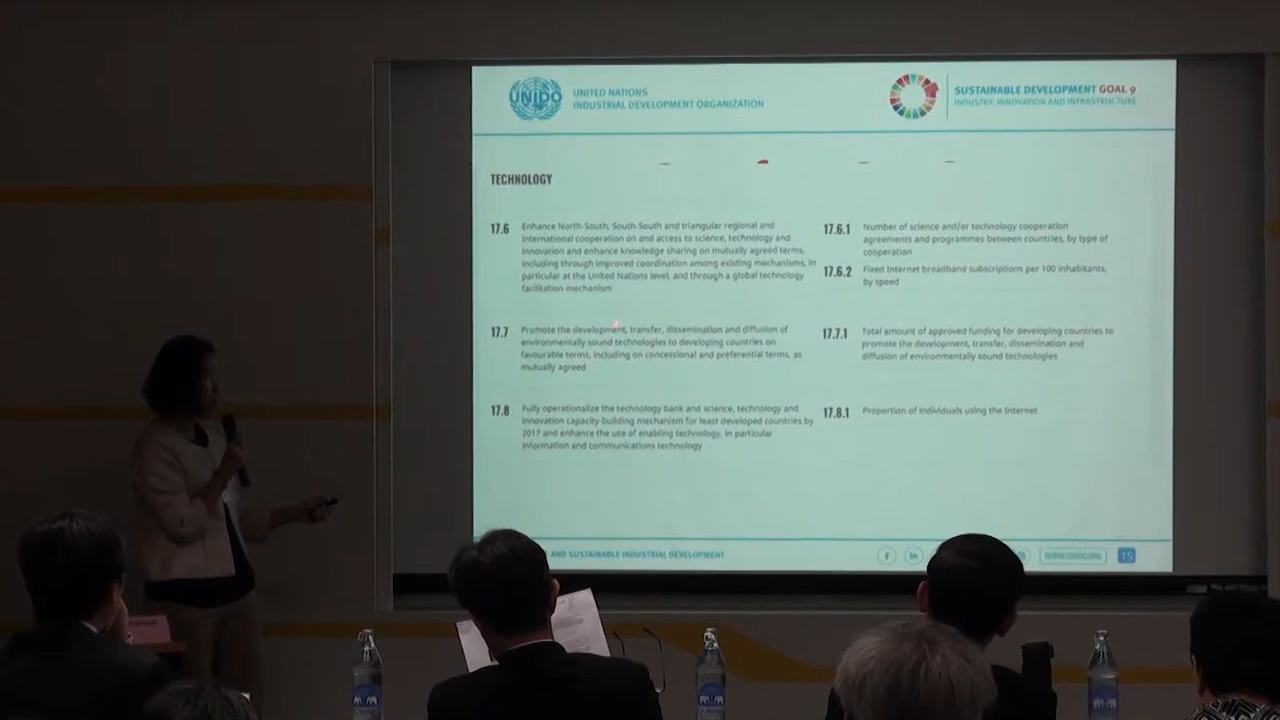 UNIDO
UNITED NATIONS
INDUSTRIAL DEVELOPMENT ORGANIZATION
SUSTAINABLE DEVELOPMENT GOAL 9
INDUSTRY, INNOVATION AND INFRASTRUCTURE
TECHNOLOGY
17.6
Enhance North-South, South-South and triangular regional and
international cooperation on and access to science, technology and
innovation and enhance knowledge sharing on mutually agreed terms,
including through improved coordination among existing mechanisms, in
particular at the United Nations level, and through a global technology
facilitation mechanism
17.6.1
Number of science and/or technology cooperation
agreements and programmes between countries, by type of
cooperation
17.6.2
Fixed Internet broadband subscriptions per 100 inhabitants,
by speed
17.7
Promote the development, transfer, dissemination and diffusion of
environmentally sound technologies to developing countries on
favourable terms, including on concessional and preferential terms, as
mutually agreed
17.7.1
Total amount of approved funding for developing countries to
promote the development, transfer, dissemination and
diffusion of environmentally sound technologies
17.8
Fully operationalize the technology bank and science, technology and
innovation capacity-building mechanism for least developed countries by
2017 and enhance the use of enabling technology, in particular
information and communications technology
17.8.1
Proportion of individuals using the Internet
AND SUSTAINABLE INDUSTRIAL DEVELOPMENT
f
in
WWW.UNIDO.ORG
15